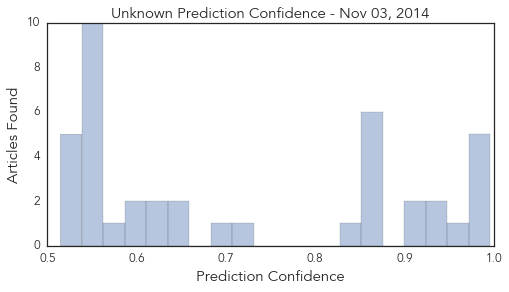 Unknown Prediction Confidence - Nov 03, 2014
Articles Found
10
8
6
4
2
0
0.5 0.6 0.7 0.8 0.9 1.0
Prediction Confidence